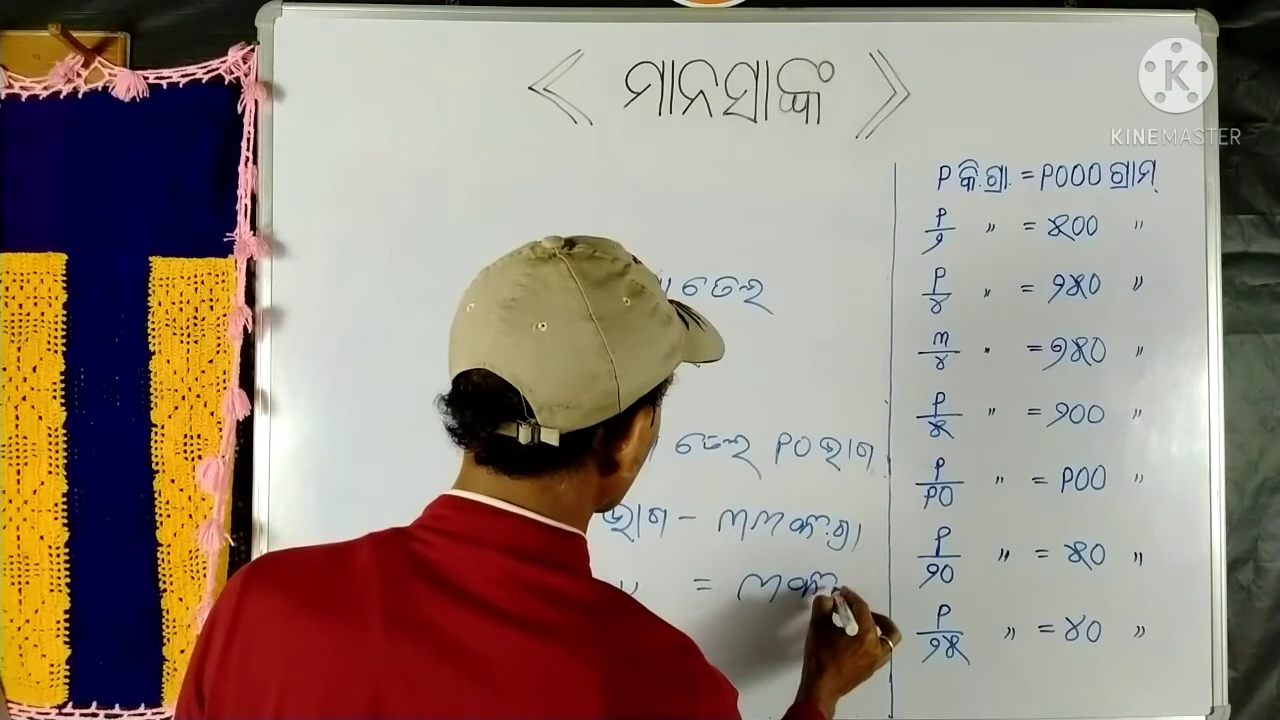 《 ମାନସାଙ୍କ 》
KINEMASTER
୧ କି.ଗ୍ରା. = ୧୦୦୦ ଗ୍ରାମ୍
୧/୨ " = ୫୦୦ "
୧/୪ " = ୨୫୦ "
୩/୪ " = ୭୫୦ "
୧/୫ " = ୨୦୦ "
୧/୧୦ " = ୧୦୦ "
୧/୨୦ " = ୫୦ "
୧/୨୫ " = ୪୦ "
ତେଲ
ତେଲ ୧୦ ଭାଗ
ଭାଗ - ୩୩ କି.ଗ୍ରା
" = ୩ କି